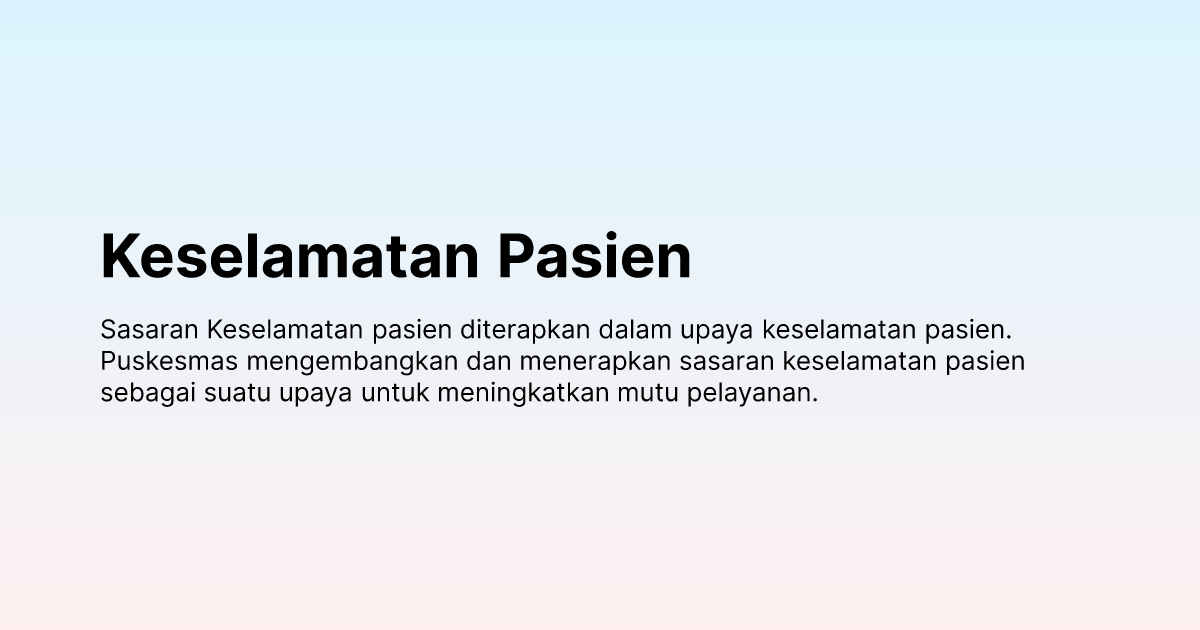 Keselamatan Pasien
Sasaran Keselamatan pasien diterapkan dalam upaya keselamatan pasien.
Puskesmas mengembangkan dan menerapkan sasaran keselamatan pasien
sebagai suatu upaya untuk meningkatkan mutu pelayanan.